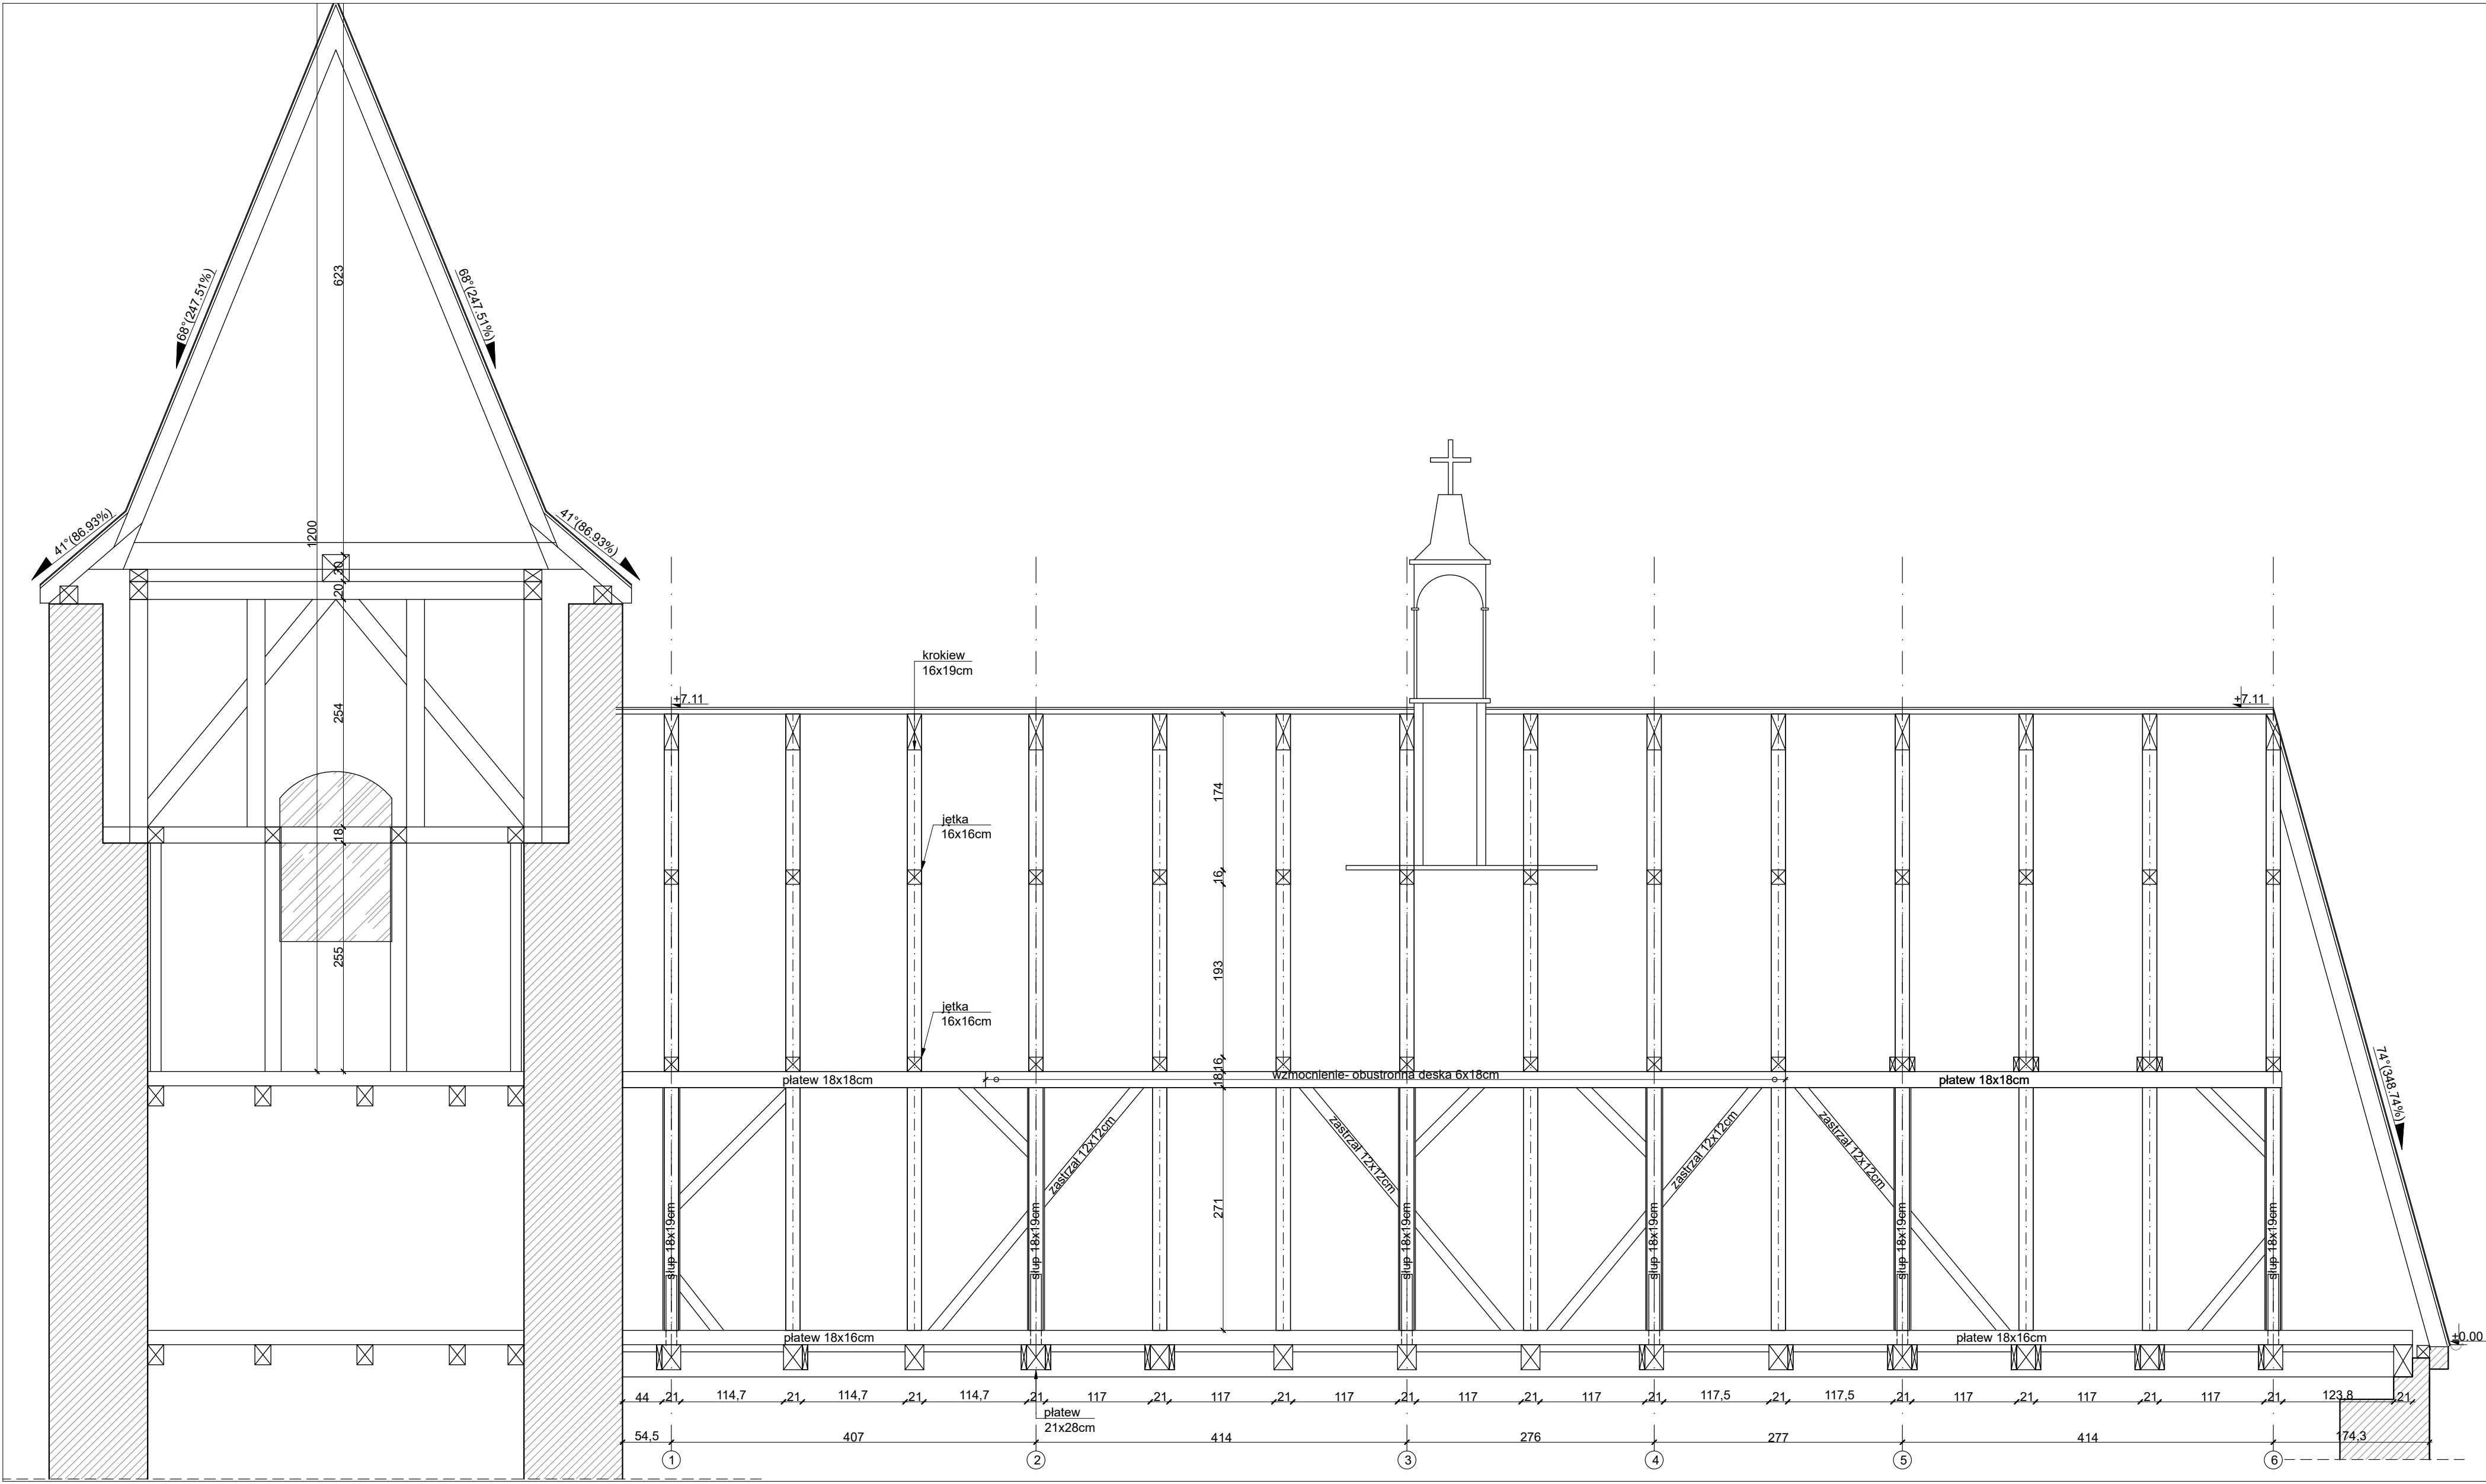 68°(247.51%)
68°(247.51%)
623
41°(86.93%)
41°(86.93%)
1200
30
20
254
18
255
krokiew
16x19cm
+7.11
+7.11
jętka
16x16cm
174
16
193
jętka
16x16cm
16
18
płatew 18x18cm
wzmocnienie- obustronna deska 6x18cm
płatew 18x18cm
74°(348.74%)
zastrzał 12x12cm
zastrzał 12x12cm
zastrzał 12x12cm
zastrzał 12x12cm
271
słup 18x19cm
słup 18x19cm
słup 18x19cm
słup 18x19cm
słup 18x19cm
słup 18x19cm
płatew 18x16cm
płatew 18x16cm
±0.00
44 21 114,7 21 114,7 21 114,7 21 117 21 117 21 117 21 117 21 117 21 117,5 21 117,5 21 117 21 117 21 117 21 123,8 21
płatew
21x28cm
54,5 407 414 276 277 414 174,3
1 2 3 4 5 6